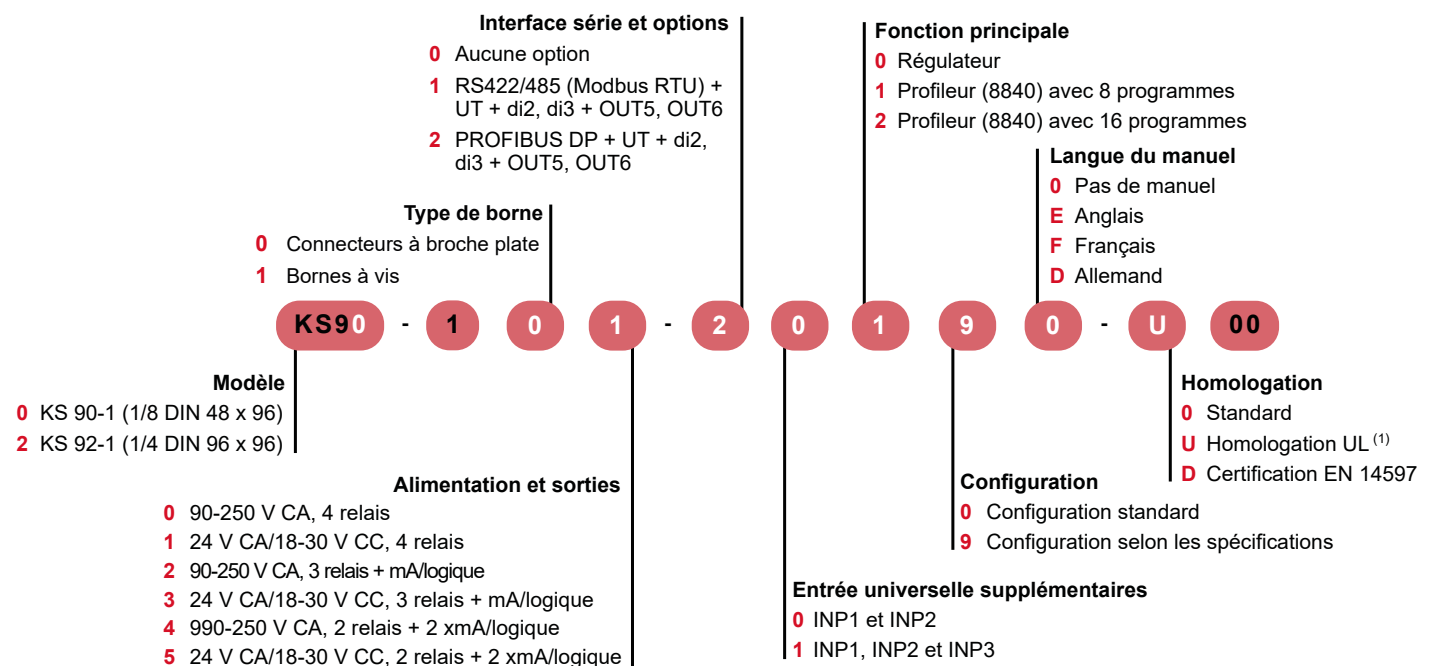 Interface série et options
0 Aucune option
1 RS422/485 (Modbus RTU) +
UT + di2, di3 + OUT5, OUT6
2 PROFIBUS DP + UT + di2,
di3 + OUT5, OUT6
Fonction principale
0 Régulateur
1 Profileur (8840) avec 8 programmes
2 Profileur (8840) avec 16 programmes
Langue du manuel
0 Pas de manuel
E Anglais
F Français
D Allemand
Type de borne
0 Connecteurs à broche plate
1 Bornes à vis
KS90 - 1 0 1 - 2 0 1 9 0 - U 00
Modèle
0 KS 90-1 (1/8 DIN 48 x 96)
2 KS 92-1 (1/4 DIN 96 x 96)
Homologation
0 Standard
U Homologation UL (1)
D Certification EN 14597
Alimentation et sorties
0 90-250 V CA, 4 relais
1 24 V CA/18-30 V CC, 4 relais
2 90-250 V CA, 3 relais + mA/logique
3 24 V CA/18-30 V CC, 3 relais + mA/logique
4 990-250 V CA, 2 relais + 2 xmA/logique
5 24 V CA/18-30 V CC, 2 relais + 2 xmA/logique
Configuration
0 Configuration standard
9 Configuration selon les spécifications
Entrée universelle supplémentaires
0 INP1 et INP2
1 INP1, INP2 et INP3